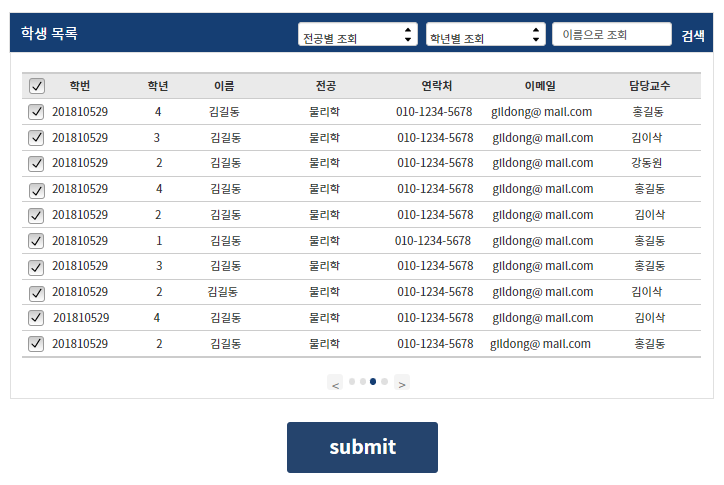 학생 목록 전공별 조회 학년별 조회 이름으로 조회 검색
학번 학년 이름 전공 연락처 이메일 담당교수
201810529 4 김길동 물리학 010-1234-5678 gildong@ mail.com 홍길동
201810529 3 김길동 물리학 010-1234-5678 gildong@ mail.com 김이삭
201810529 2 김길동 물리학 010-1234-5678 gildong@ mail.com 강동원
201810529 4 김길동 물리학 010-1234-5678 gildong@ mail.com 홍길동
201810529 2 김길동 물리학 010-1234-5678 gildong@ mail.com 김이삭
201810529 1 김길동 물리학 010-1234-5678 gildong@ mail.com 홍길동
201810529 3 김길동 물리학 010-1234-5678 gildong@ mail.com 홍길동
201810529 2 김길동 물리학 010-1234-5678 gildong@ mail.com 김이삭
201810529 4 김길동 물리학 010-1234-5678 gildong@ mail.com 김이삭
201810529 2 김길동 물리학 010-1234-5678 gildong@ mail.com 홍길동
< >
submit